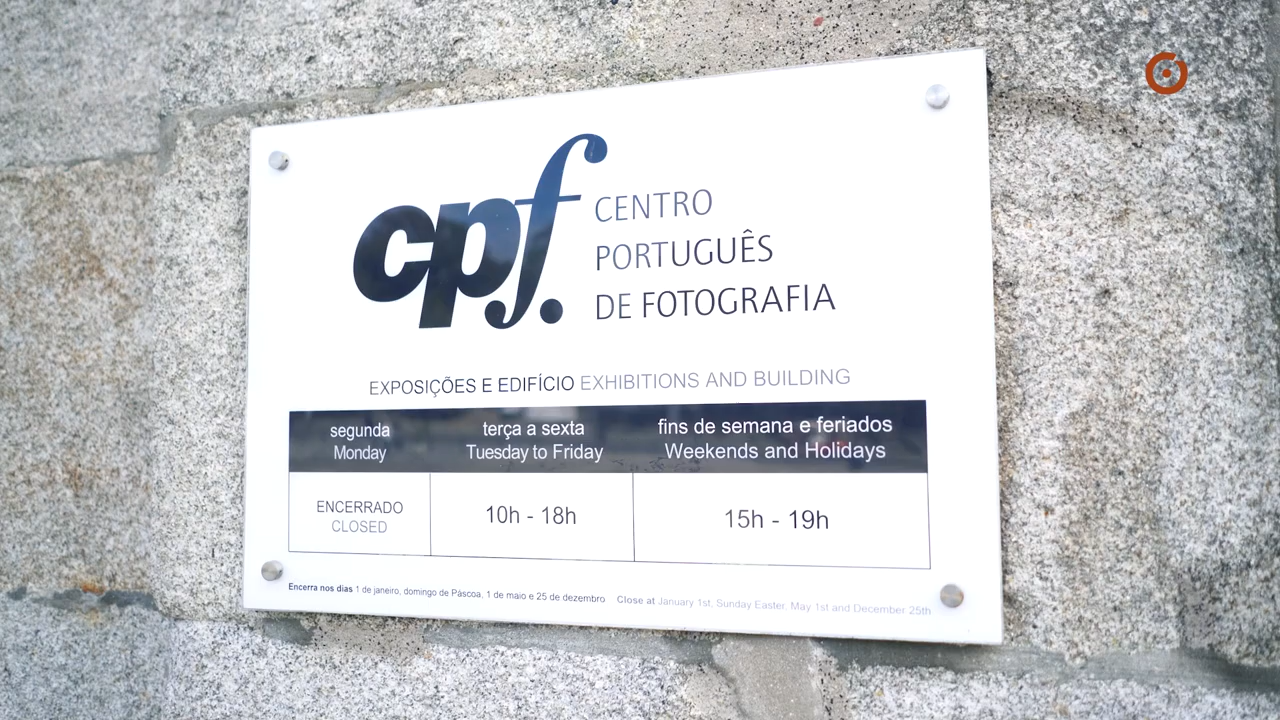 cpf.
CENTRO
PORTUGUÊS
DE FOTOGRAFIA
EXPOSIÇÕES E EDIFÍCIO EXHIBITIONS AND BUILDING
segunda
Monday
terça a sexta
Tuesday to Friday
fins de semana e feriados
Weekends and Holidays
ENCERRADO
CLOSED
10h - 18h
15h - 19h
Encerra nos dias 1 de janeiro, domingo de Páscoa, 1 de maio e 25 de dezembro Close at January 1st, Sunday Easter, May 1st and December 25th